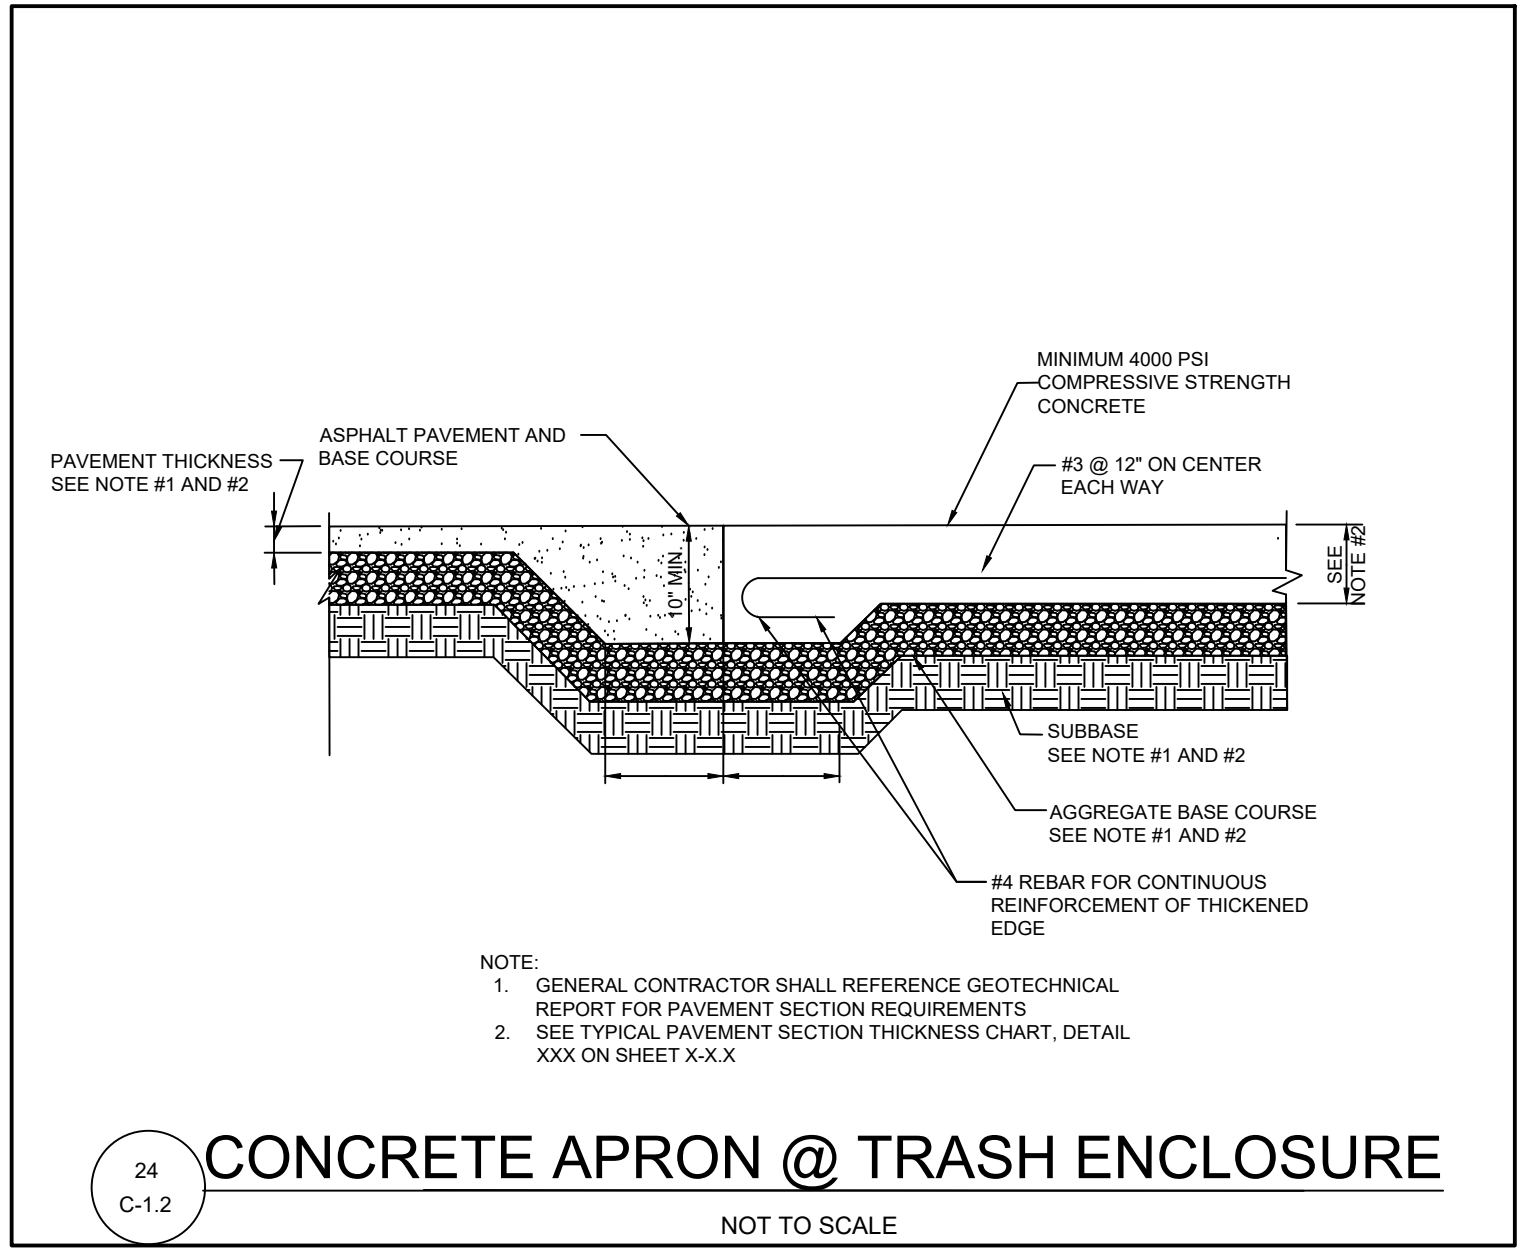 MINIMUM 4000 PSI
COMPRESSIVE STRENGTH
CONCRETE
ASPHALT PAVEMENT AND
BASE COURSE
PAVEMENT THICKNESS
SEE NOTE #1 AND #2
#3 @ 12" ON CENTER
EACH WAY
10" MIN.
SEE
NOTE #2
SUBBASE
SEE NOTE #1 AND #2
AGGREGATE BASE COURSE
SEE NOTE #1 AND #2
#4 REBAR FOR CONTINUOUS
REINFORCEMENT OF THICKENED
EDGE
NOTE:
1. GENERAL CONTRACTOR SHALL REFERENCE GEOTECHNICAL
REPORT FOR PAVEMENT SECTION REQUIREMENTS
2. SEE TYPICAL PAVEMENT SECTION THICKNESS CHART, DETAIL
XXX ON SHEET X-X.X
24
C-1.2
CONCRETE APRON @ TRASH ENCLOSURE
NOT TO SCALE